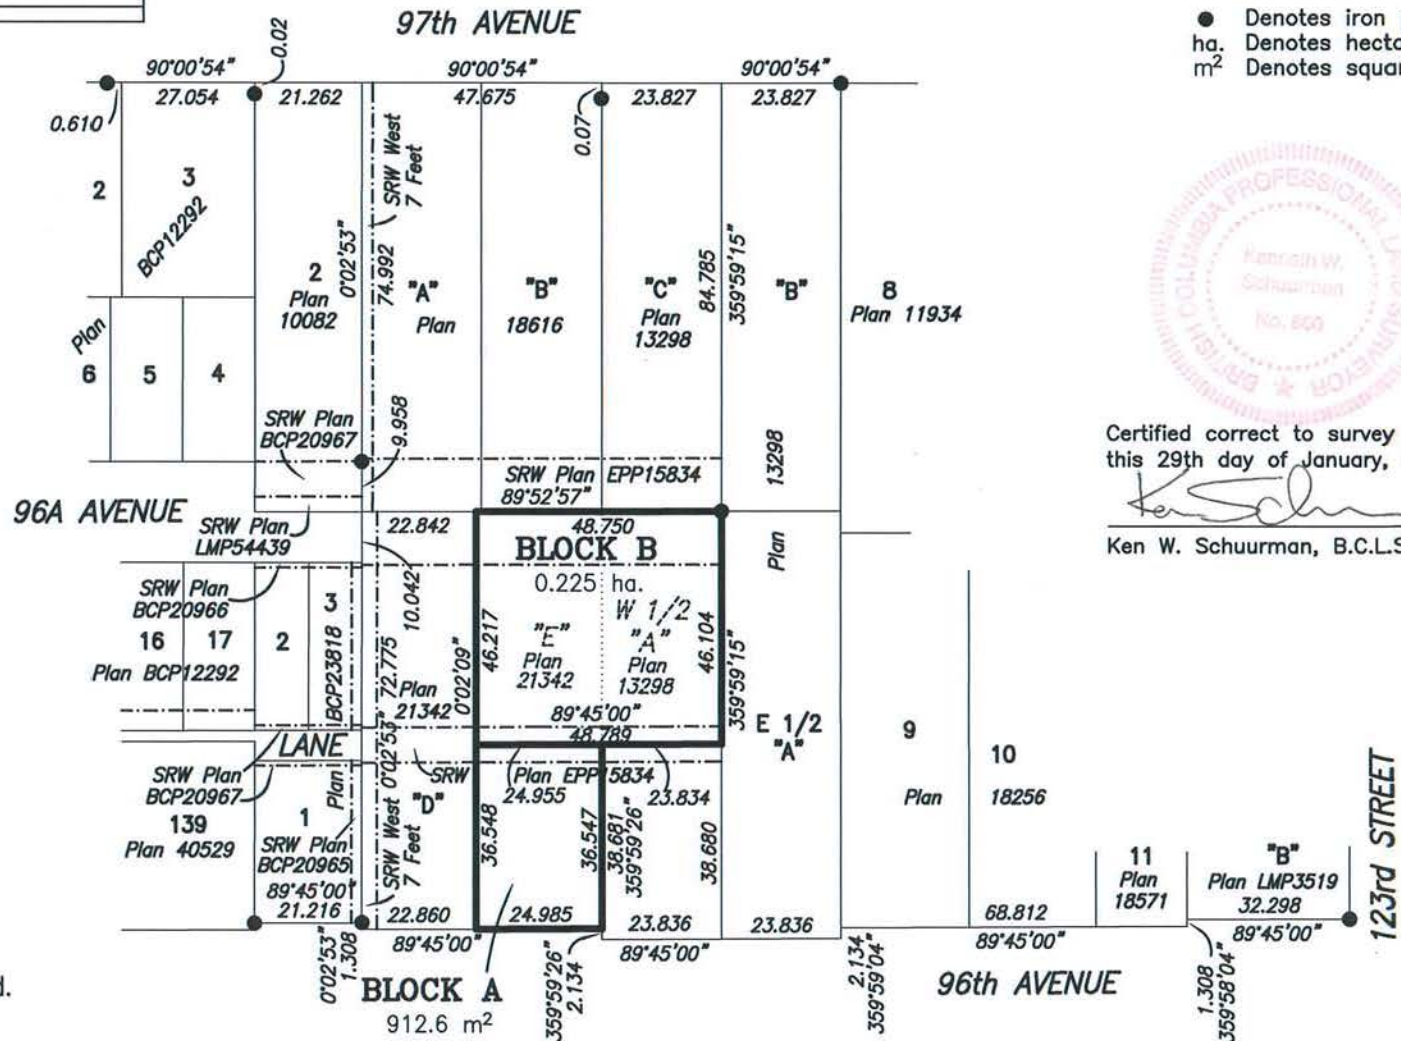 97th AVENUE
● Denotes iron
ha. Denotes
m² Denotes
0.02
90°00'54"
90°00'54"
90°00'54"
27.054
21.262
47.675
23.827
23.827
0.610
0.07
SRW West
7 Feet
2
3
BCP12292
0°02'53"
74.992
2
Plan
10082
"A"
Plan
"B"
18616
"C"
Plan
13298
84.785
359°59'15"
"B"
8
Plan 11934
BRITISH COLUMBIA PROFESSIONAL LAND SURVEYOR
Kenneth W.
Schuurman
Plan
6
5
4
SRW Plan
BCP20967
9.958
13298
Certified correct to survey
this 29th day of January,
Ken W. Schuurman, B.C.L.S
SRW Plan EPP15834
89°52'57"
96A AVENUE
SRW Plan
LMP54439
22.842
48.750
BLOCK B
0.225 ha.
Plan
SRW Plan
BCP20966
10.042
W 1/2
16
17
2
3
BCP23818
Plan BCP12292
72.775
0°02'53"
Plan
21342
0°02'09"
46.217
"E"
Plan
21342
"A"
Plan
13298
46.104
359°59'15"
89°45'00"
48.789
E 1/2
"A"
9
10
LANE
SRW Plan
BCP20967
SRW
Plan EPP15834
24.955
23.834
Plan
18256
139
Plan 40529
1
Plan
SRW Plan
BCP20965
"D"
SRW West
7 Feet
36.548
36.547
38.681
359°59'26"
38.680
123rd STREET
11
Plan
18571
"B"
Plan LMP3519
32.298
89°45'00"
89°45'00"
21.216
22.860
89°45'00"
24.985
23.836
89°45'00"
23.836
68.812
89°45'00"
0°02'53"
1.308
BLOCK A
912.6 m²
359°59'26"
2.134
2.134
359°59'04"
96th AVENUE
1.308
359°58'04"
d.